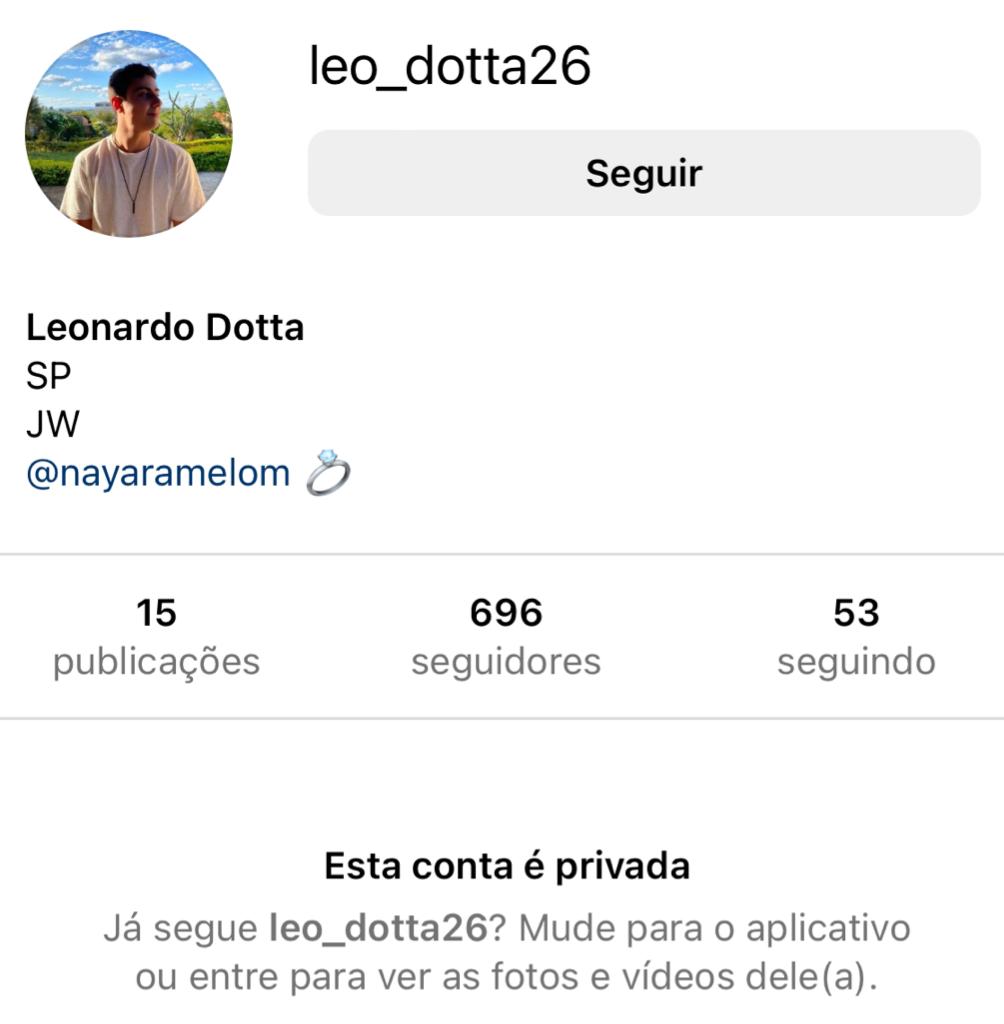 leo_dotta26
Seguir
Leonardo Dotta
SP
JW
@nayaramelom 💍
15
publicações
696
seguidores
53
seguindo
Esta conta é privada
Já segue leo_dotta26? Mude para o aplicativo
ou entre para ver as fotos e vídeos dele(a).